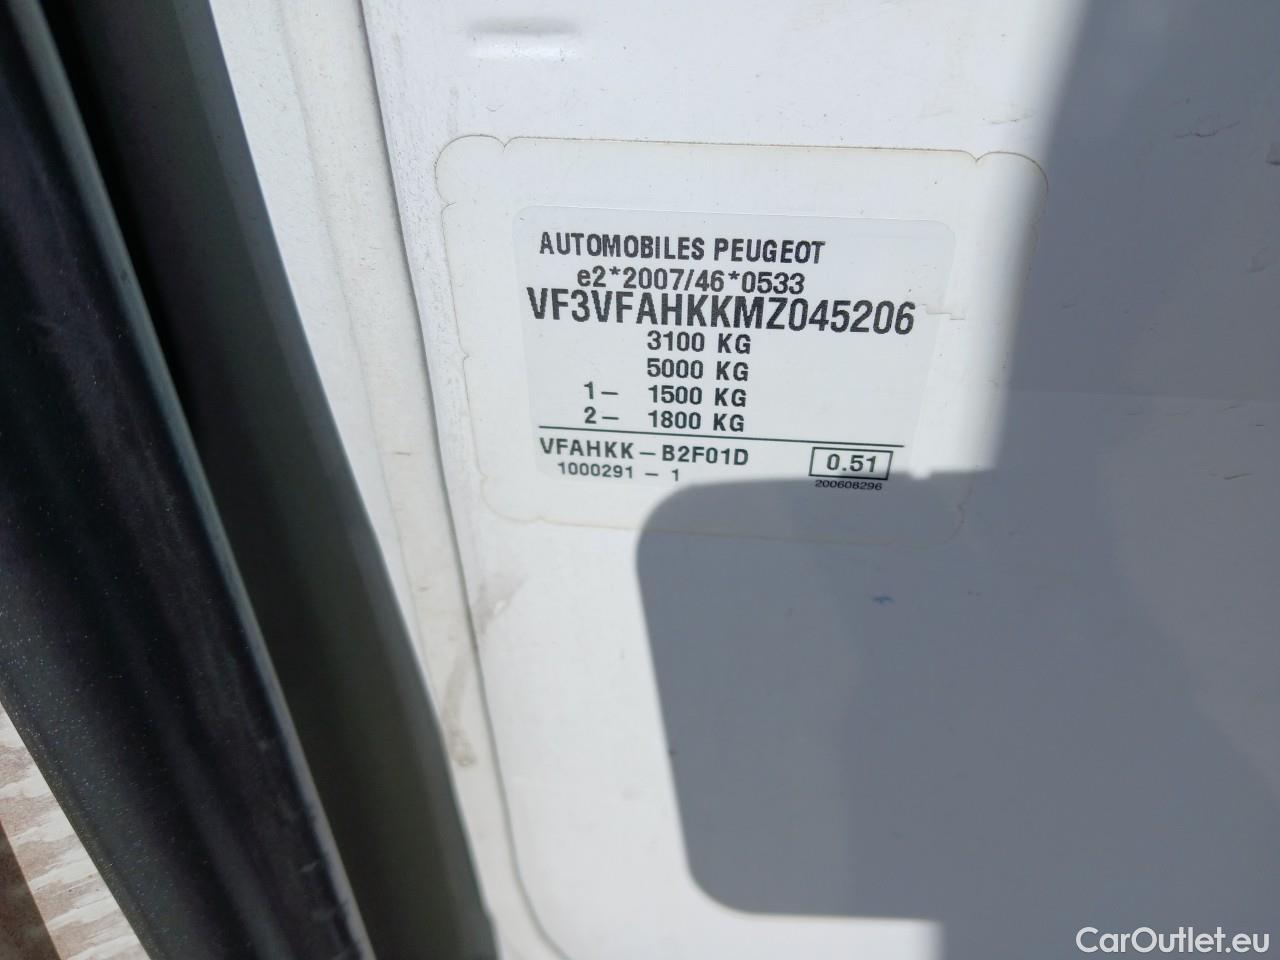 AUTOMOBILES PEUGEOT
e2*2007/46*0533
VF3VFAHKKMZ045206
3100 KG
5000 KG
1– 1500 KG
2– 1800 KG
VFAHKK–B2F01D
0.51
1000291 – 1
200608296
CarOutlet.eu